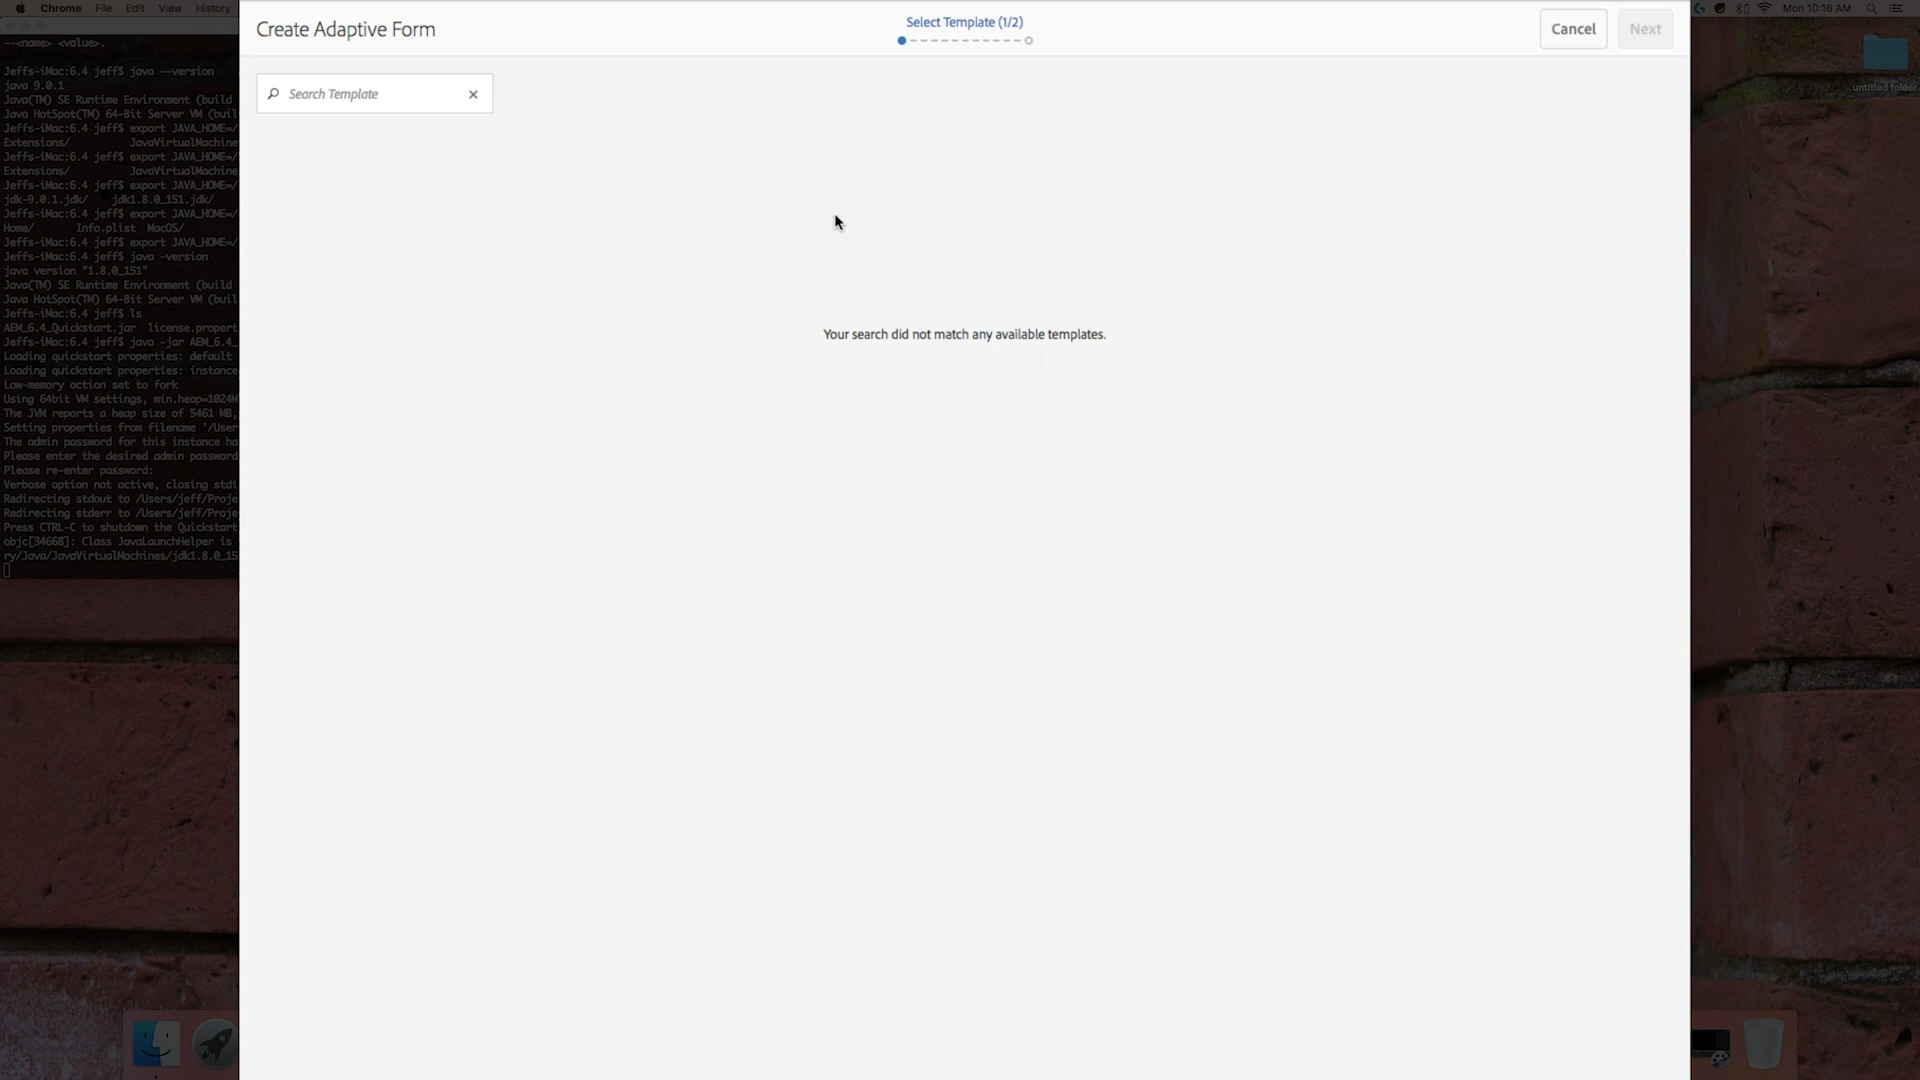 Chrome File Edit View History
Mon 10:16 AM
Create Adaptive Form
Select Template (1/2)
Cancel
Next
Search Template
Your search did not match any available templates.
untitled folder
--<name> <value>.
Jeffs-iMac:6.4 jeff$ java --version
java 9.0.1
Java(TM) SE Runtime Environment (build
Java HotSpot(TM) 64-Bit Server VM (buil
Jeffs-iMac:6.4 jeff$ export JAVA_HOME=/
Extensions/ JavaVirtualMachine
Jeffs-iMac:6.4 jeff$ export JAVA_HOME=/
Extensions/ JavaVirtualMachine
Jeffs-iMac:6.4 jeff$ export JAVA_HOME=/
jdk-9.0.1.jdk/ jdk1.8.0_151.jdk/
Jeffs-iMac:6.4 jeff$ export JAVA_HOME=/
Home/ Info.plist MacOS/
Jeffs-iMac:6.4 jeff$ export JAVA_HOME=/
Jeffs-iMac:6.4 jeff$ java -version
java version "1.8.0_151"
Java(TM) SE Runtime Environment (build
Java HotSpot(TM) 64-Bit Server VM (buil
Jeffs-iMac:6.4 jeff$ ls
AEM_6.4_Quickstart.jar license.propert
Jeffs-iMac:6.4 jeff$ java -jar AEM_6.4_
Loading quickstart properties: default
Loading quickstart properties: instance
Low-memory action set to fork
Using 64bit VM settings, min.heap=1024M
The JVM reports a heap size of 5461 MB,
Setting properties from filename '/User
The admin password for this instance ha
Please enter the desired admin password
Please re-enter password:
Verbose option not active, closing stdi
Redirecting stdout to /Users/jeff/Proje
Redirecting stderr to /Users/jeff/Proje
Press CTRL-C to shutdown the Quickstart
objc[34668]: Class JavaLaunchHelper is
ry/Java/JavaVirtualMachines/jdk1.8.0_15